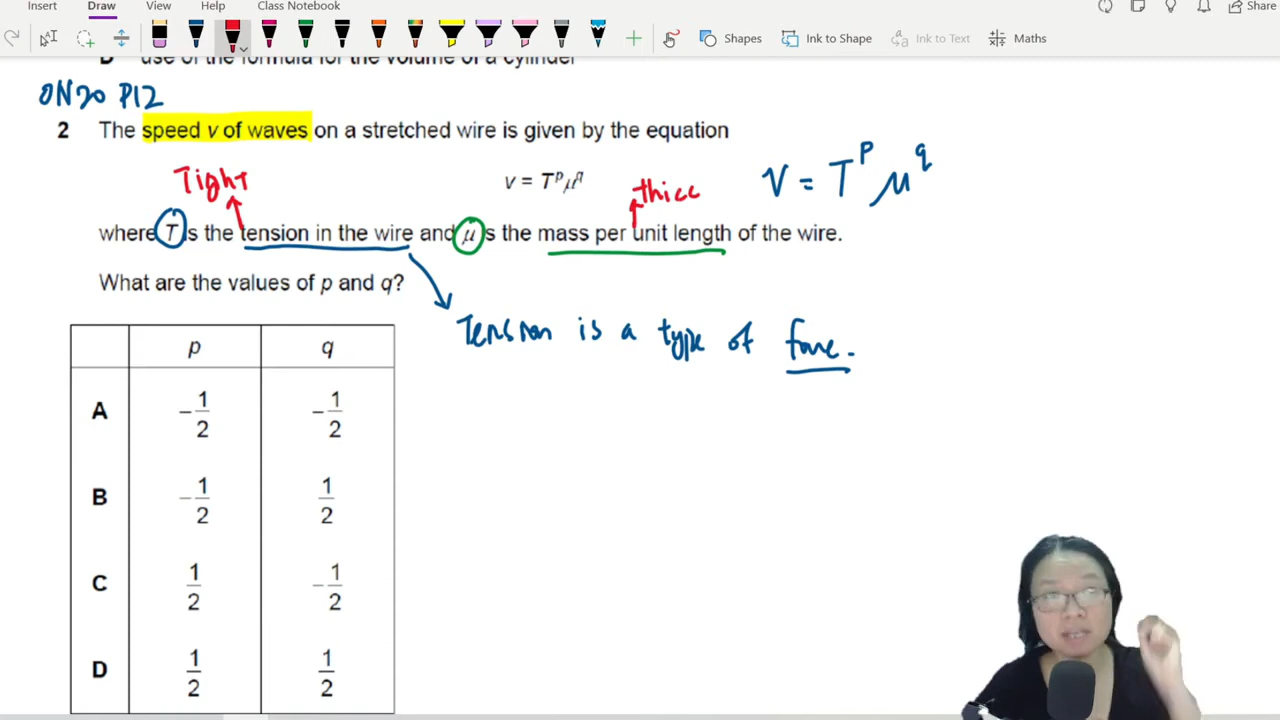 Insert Draw View Help Class Notebook Share
Shapes Ink to Shape Ink to Text Maths
D use of the formula for the volume of a cylinder
ON20 P12
2 The speed v of waves on a stretched wire is given by the equation
Tight v = Tᵖμ^q thicc V = Tᵖ μ^q
where T is the tension in the wire and μ is the mass per unit length of the wire.
What are the values of p and q?
Tension is a type of force.
p q
A −1/2 −1/2
B −1/2 1/2
C 1/2 −1/2
D 1/2 1/2